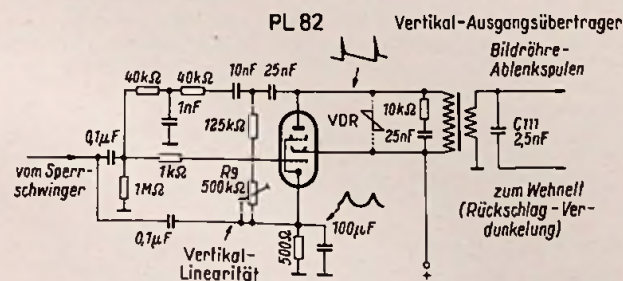 PL 82
Vertikal-Ausgangsübertrager
Bildröhre-
Ablenkspulen
40kΩ
40kΩ
10nF
25nF
1nF
125kΩ
VDR
10kΩ
25nF
C111
2,5nF
0,1µF
vom Sperr-
schwinger
1kΩ
1MΩ
R9
500kΩ
zum Wehnelt
(Rückschlag-Ver-
dunkelung)
0,1µF
Vertikal-
Linearität
500Ω
100µF
+